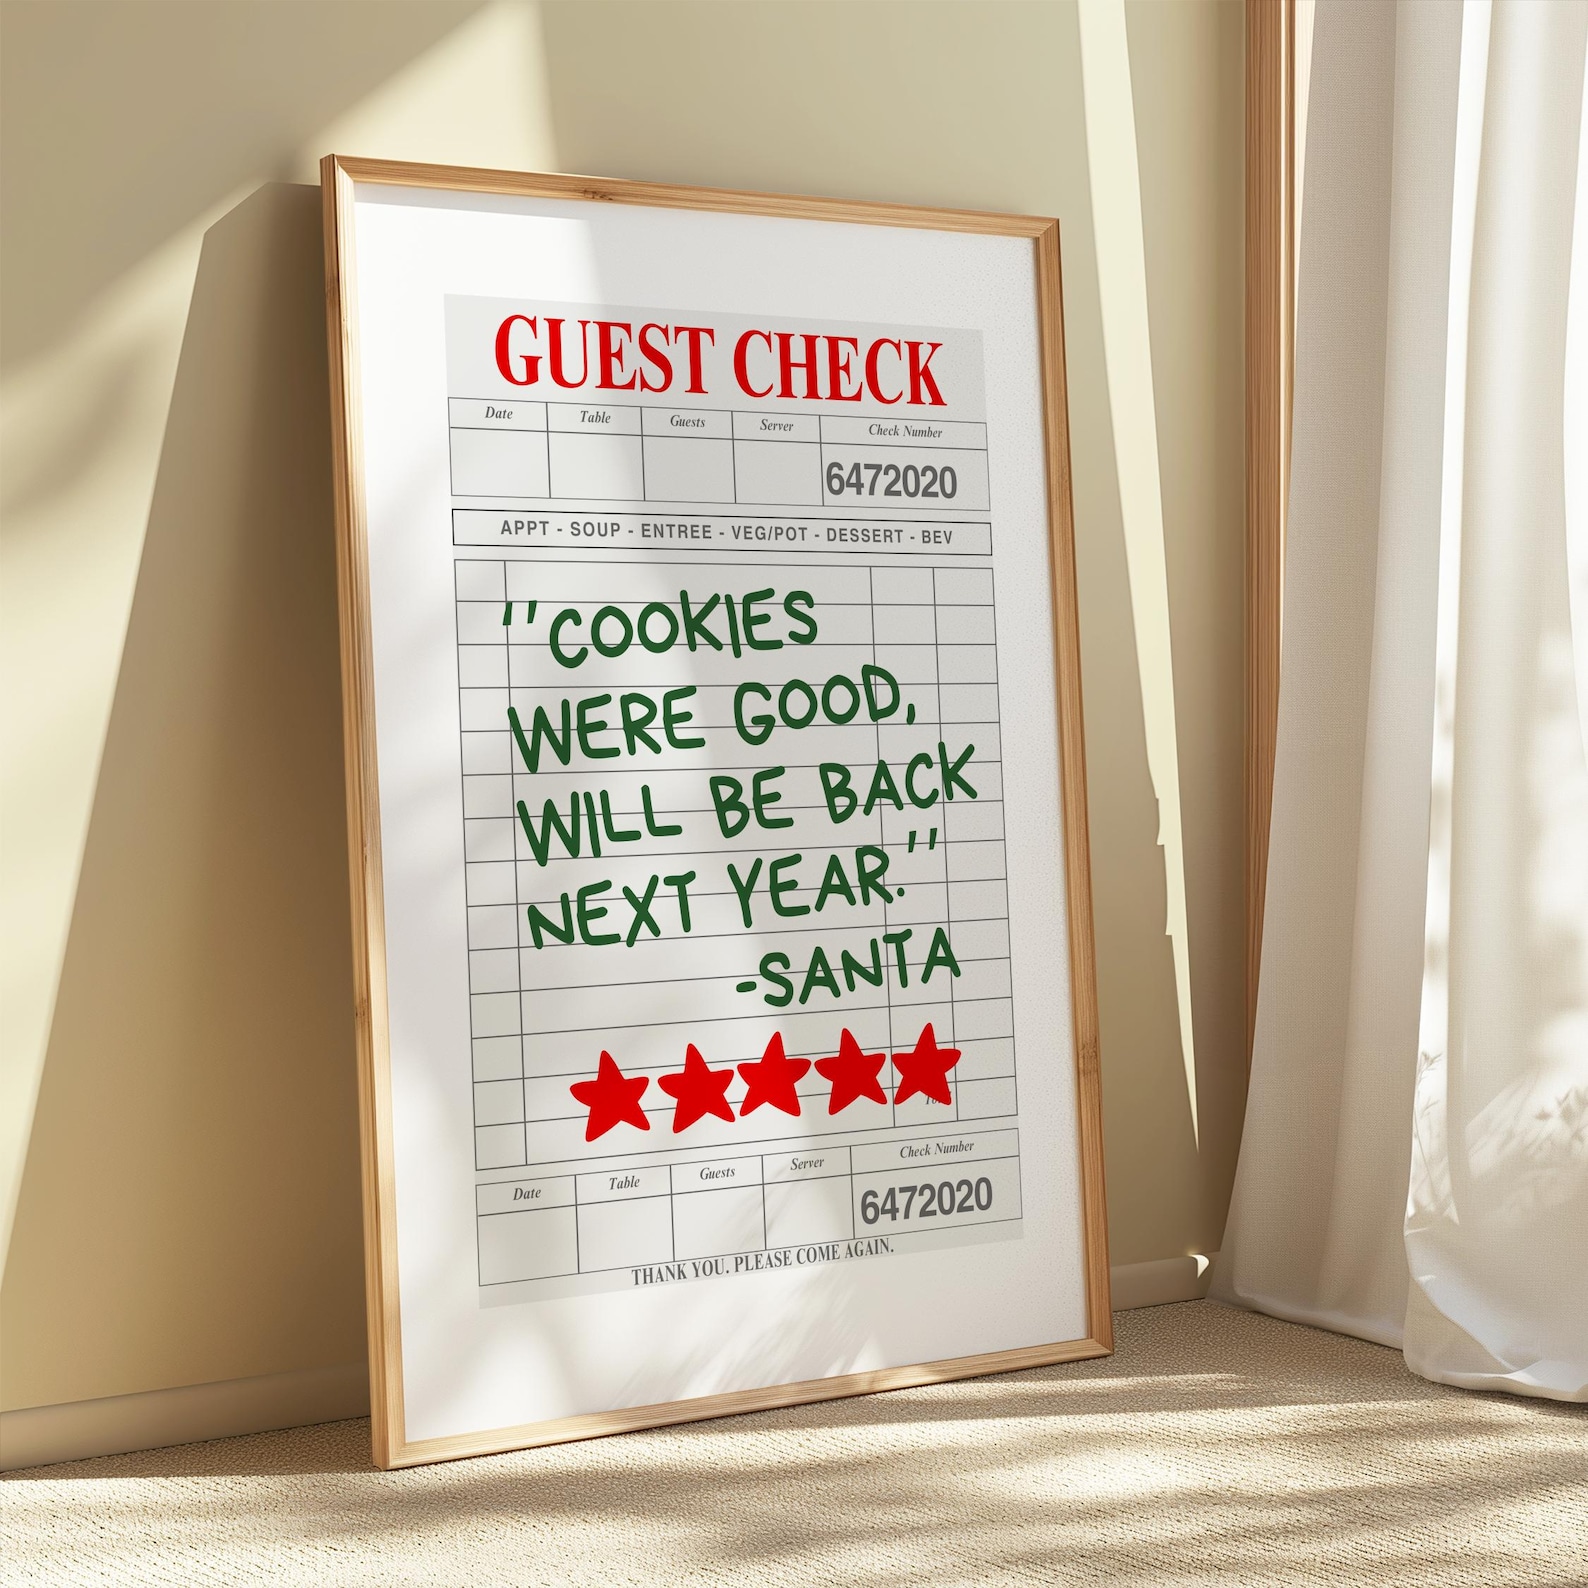 GUEST CHECK
Date Table Guests Server Check Number
6472020
APPT - SOUP - ENTREE - VEG/POT - DESSERT - BEV
"COOKIES
WERE GOOD,
WILL BE BACK
NEXT YEAR."
-SANTA
Date Table Guests Server Check Number
6472020
THANK YOU. PLEASE COME AGAIN.